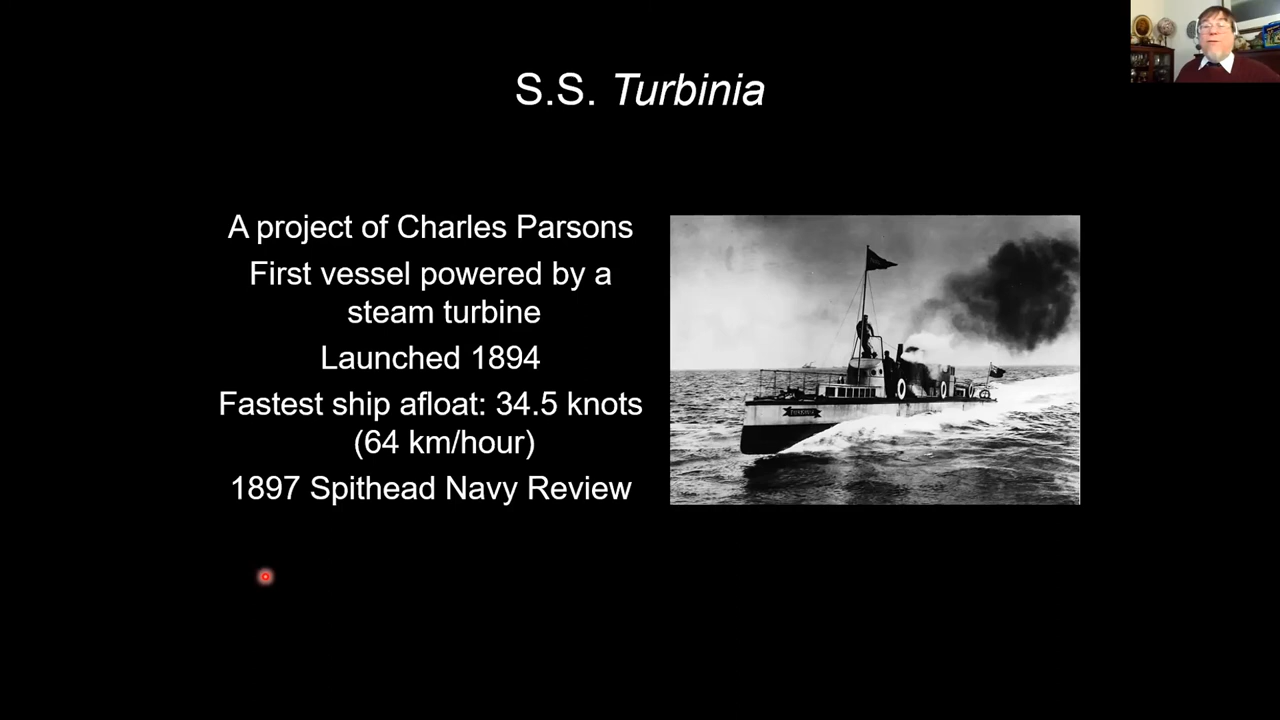 S.S. Turbinia
A project of Charles Parsons
First vessel powered by a
steam turbine
Launched 1894
Fastest ship afloat: 34.5 knots
(64 km/hour)
1897 Spithead Navy Review